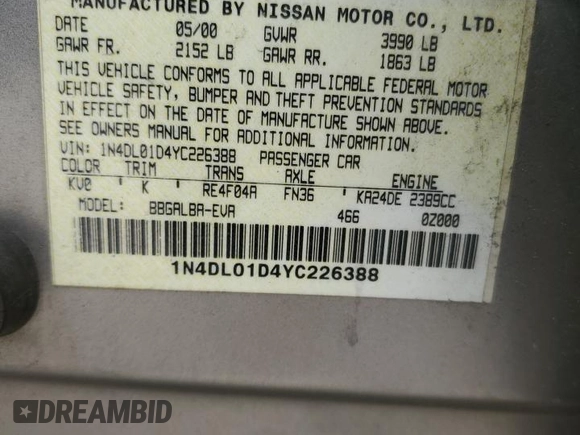 MANUFACTURED BY NISSAN MOTOR CO., LTD.
DATE 05/00 GVWR 3990 LB
GAWR FR. 2152 LB GAWR RR. 1863 LB
THIS VEHICLE CONFORMS TO ALL APPLICABLE FEDERAL MOTOR
VEHICLE SAFETY, BUMPER AND THEFT PREVENTION STANDARDS
IN EFFECT ON THE DATE OF MANUFACTURE SHOWN ABOVE.
SEE OWNERS MANUAL FOR ADDITIONAL INFORMATION.
VIN: 1N4DL01D4YC226388 PASSENGER CAR
COLOR TRIM TRANS AXLE ENGINE
KV0 K RE4F04A FN36 KA24DE 2389CC
MODEL: BBGALBA-EVA 466 0Z000
1N4DL01D4YC226388
DREAMBID